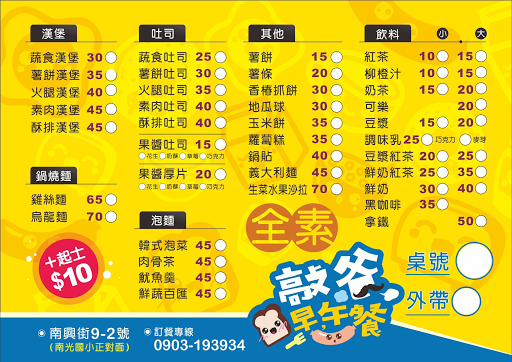 漢堡
蔬食漢堡 30
薯餅漢堡 35
火腿漢堡 40
素肉漢堡 45
酥排漢堡 45
鍋燒麵
雞絲麵 65
烏龍麵 70
+起士
$10
吐司
蔬食吐司 25
薯餅吐司 30
火腿吐司 35
素肉吐司 40
酥排吐司 40
果醬吐司 15
花生 奶酥 草莓 巧克力
果醬厚片 20
花生 奶酥 草莓 巧克力
泡麵
韓式泡菜 45
肉骨茶 45
魷魚羹 45
鮮蔬百匯 45
其他
薯餅 15
薯條 20
香椿抓餅 30
地瓜球 30
玉米餅 35
蘿蔔糕 35
鍋貼 40
義大利麵 45
生菜水果沙拉 70
全素
飲料 小 大
紅茶 10 15
柳橙汁 10 15
奶茶 15 20
可樂 20
豆漿 15 20
調味乳 25 巧克力 麥芽
豆漿紅茶 20 25
鮮奶紅茶 25 35
鮮奶 30 40
黑咖啡 35
拿鐵 50
敲爸
早午餐
桌號
外帶
南興街9-2號
(南光國小正對面)
訂餐專線
0903-193934